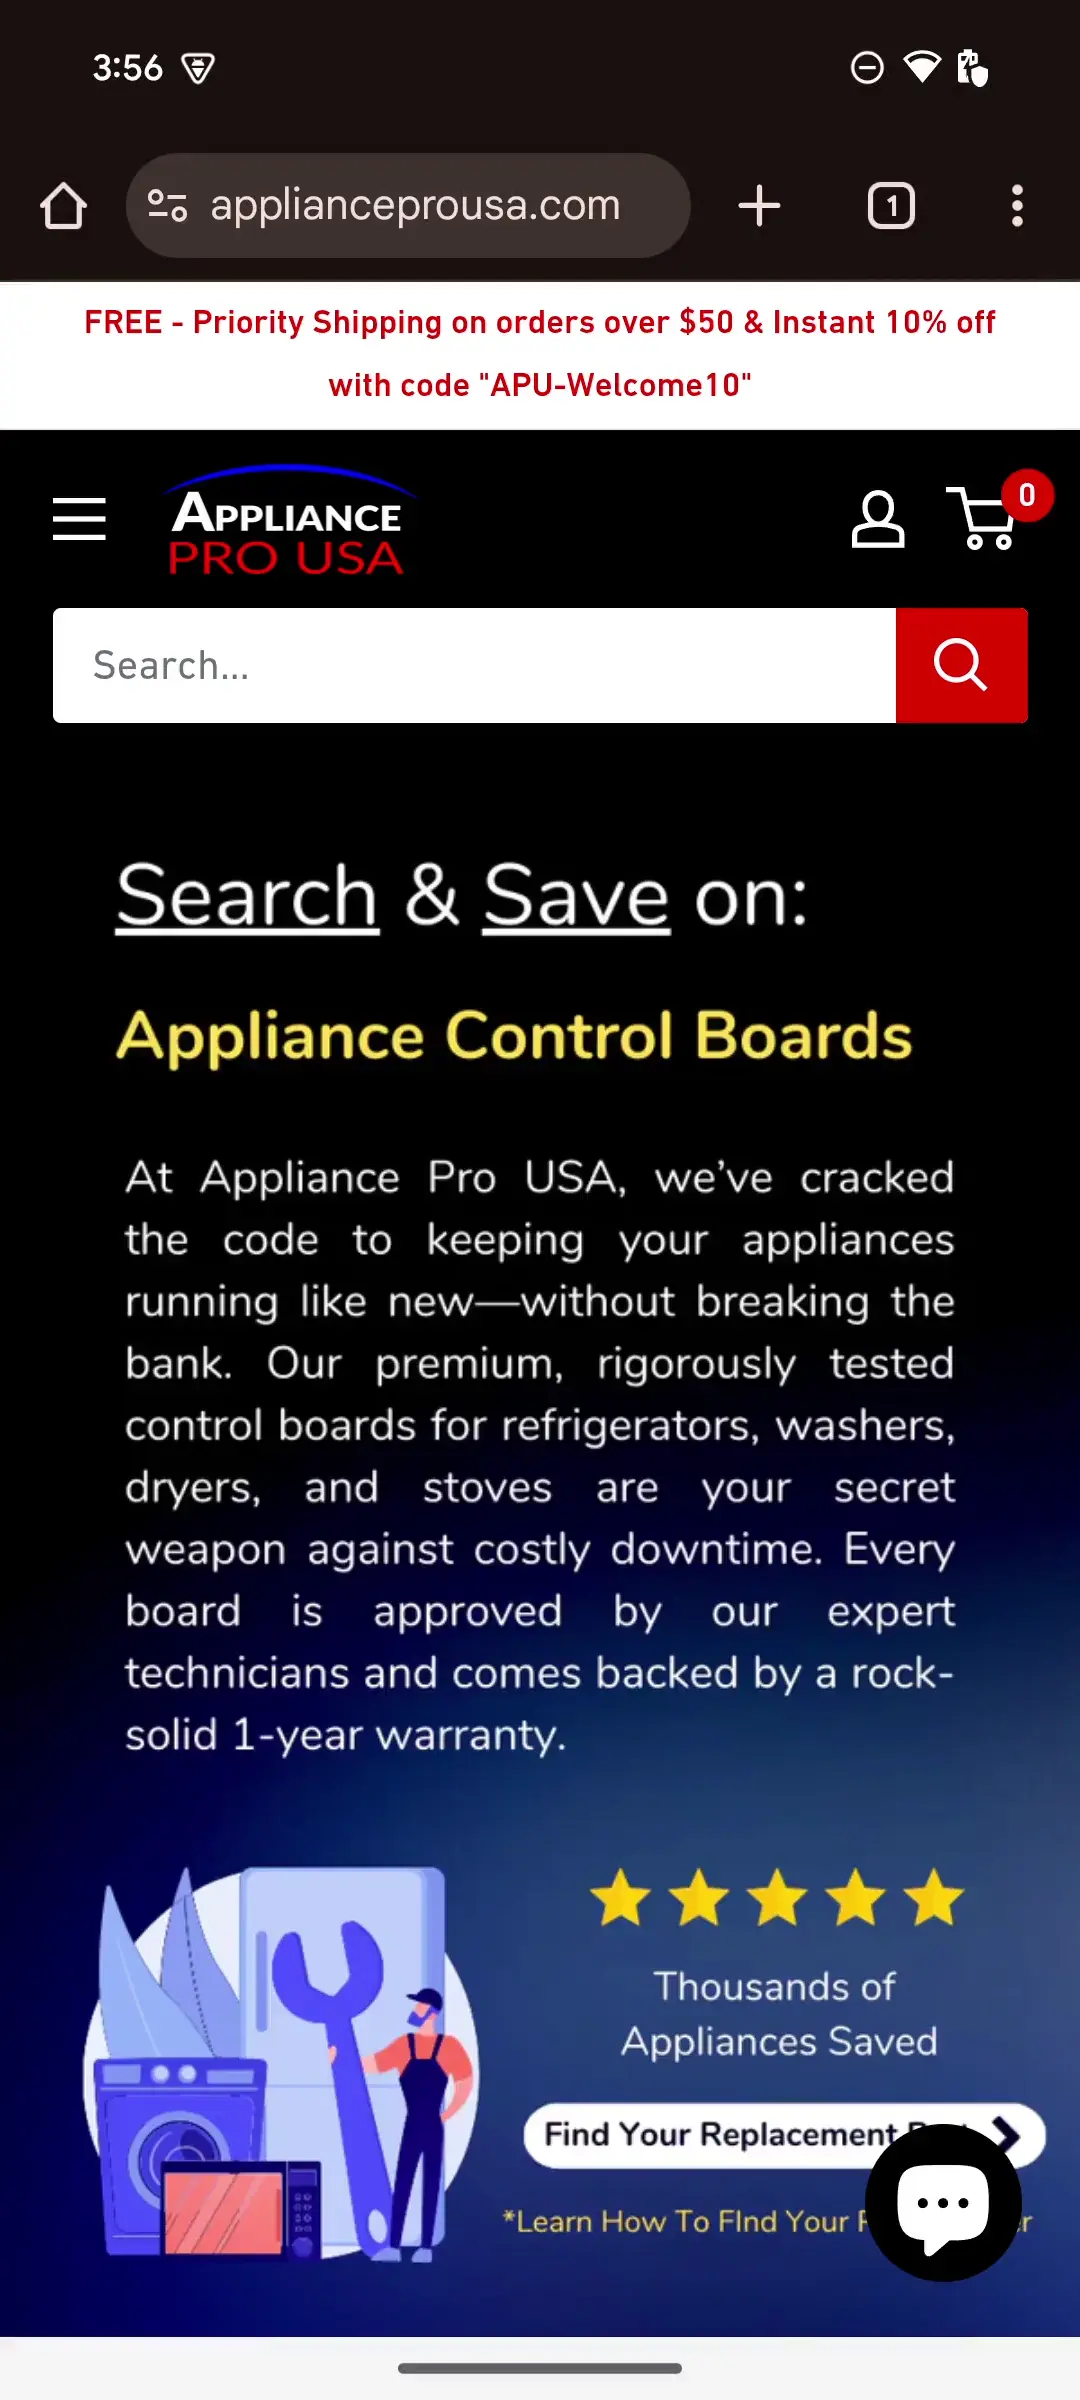 3:56
applianceprousa.com
1
FREE - Priority Shipping on orders over $50 & Instant 10% off
with code "APU-Welcome10"
APPLIANCE
PRO USA
0
Search...
Search & Save on:
Appliance Control Boards
At Appliance Pro USA, we’ve cracked
the code to keeping your appliances
running like new—without breaking the
bank. Our premium, rigorously tested
control boards for refrigerators, washers,
dryers, and stoves are your secret
weapon against costly downtime. Every
board is approved by our expert
technicians and comes backed by a rock-
solid 1-year warranty.
Thousands of
Appliances Saved
Find Your Replacement
*Learn How To FInd Your